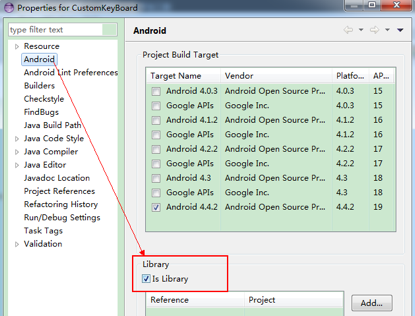 Properties for CustomKeyBoard
type filter text
Resource
Android
Android Lint Preferences
Builders
Checkstyle
FindBugs
Java Build Path
Java Code Style
Java Compiler
Java Editor
Javadoc Location
Project References
Refactoring History
Run/Debug Settings
Task Tags
Validation
Android
Project Build Target
Target Name Vendor Platfo... AP...
Android 4.0.3 Android Open Source Pr... 4.0.3 15
Google APIs Google Inc. 4.0.3 15
Android 4.1.2 Android Open Source Pr... 4.1.2 16
Google APIs Google Inc. 4.1.2 16
Android 4.2.2 Android Open Source Pr... 4.2.2 17
Google APIs Google Inc. 4.2.2 17
Android 4.3 Android Open Source Pr... 4.3 18
Google APIs Google Inc. 4.3 18
Android 4.4.2 Android Open Source Pr... 4.4.2 19
Library
Is Library
Reference Project
Add...